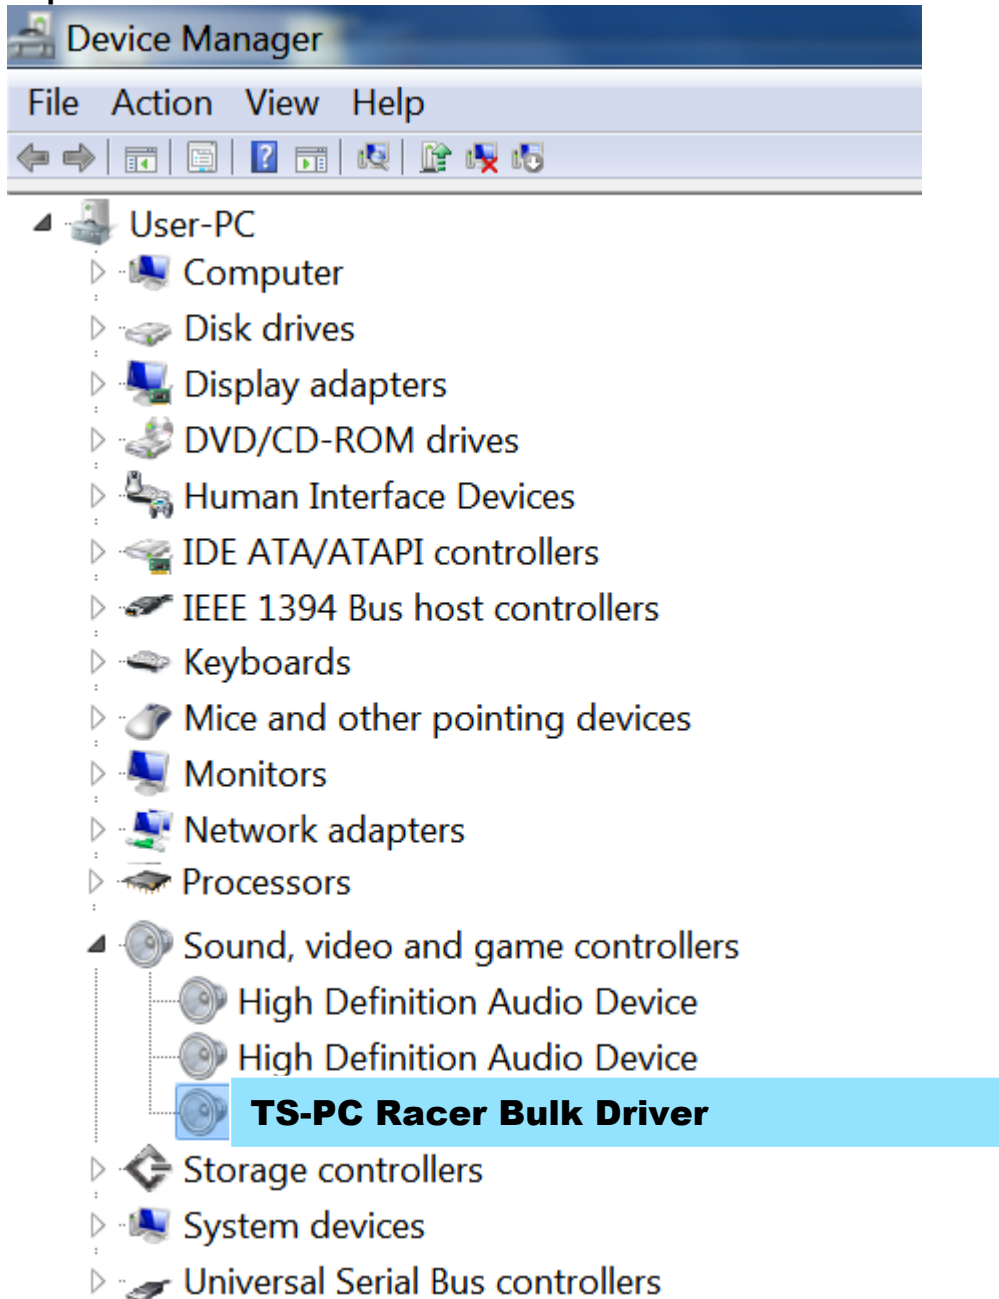 Device Manager
File Action View Help
User-PC
Computer
Disk drives
Display adapters
DVD/CD-ROM drives
Human Interface Devices
IDE ATA/ATAPI controllers
IEEE 1394 Bus host controllers
Keyboards
Mice and other pointing devices
Monitors
Network adapters
Processors
Sound, video and game controllers
High Definition Audio Device
High Definition Audio Device
TS-PC Racer Bulk Driver
Storage controllers
System devices
Universal Serial Bus controllers